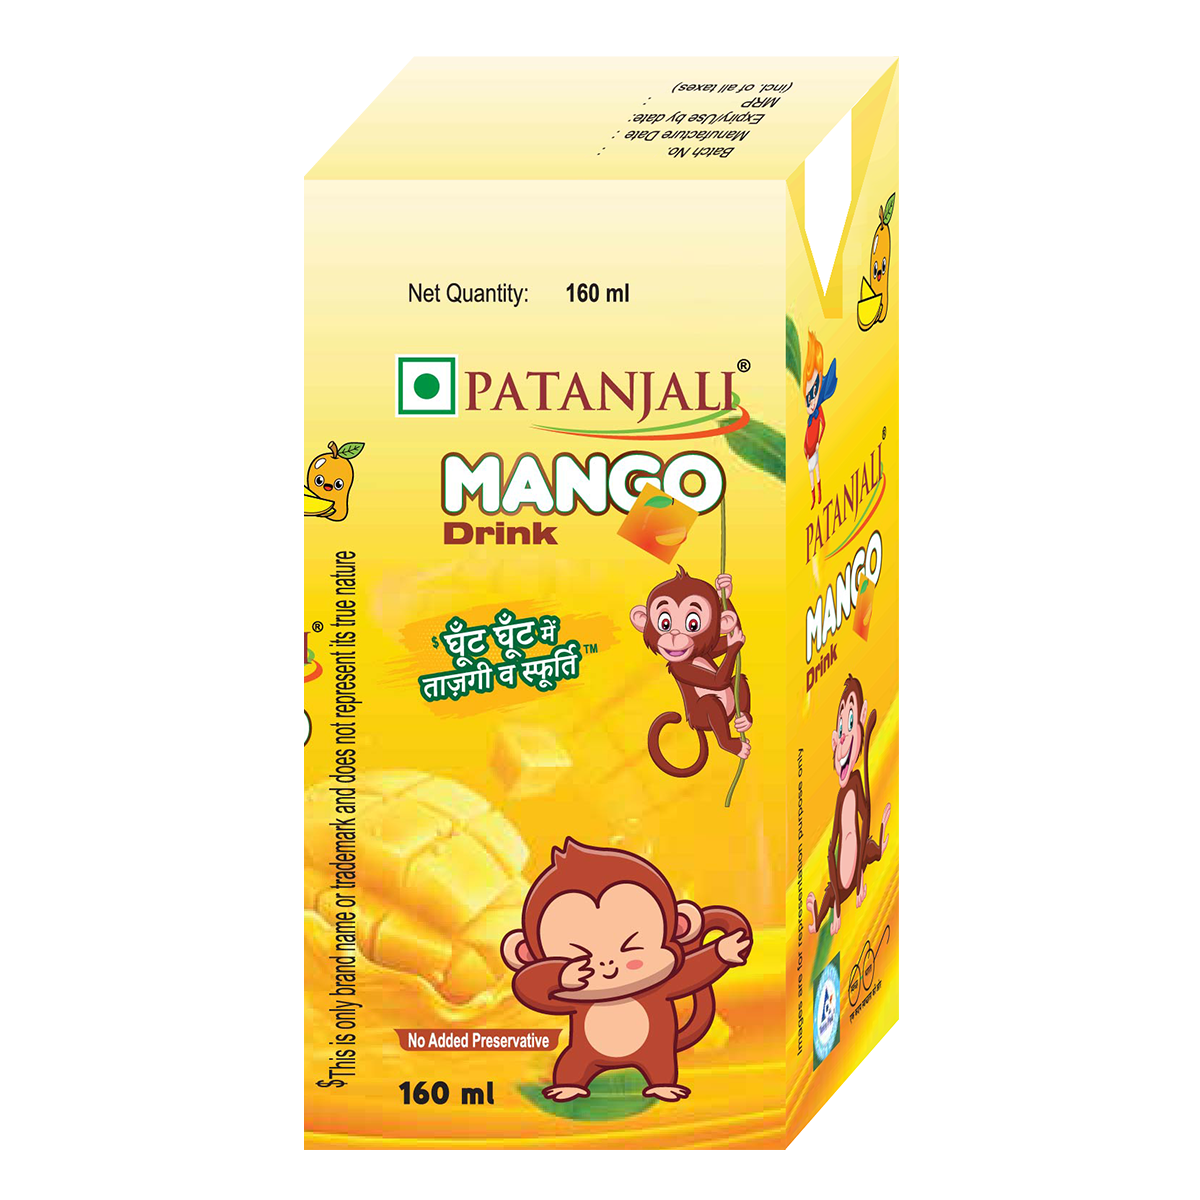 (incl. of all taxes)
MRP :
Expiry/Use by date:
Manufacture Date :
Batch No. :
Net Quantity: 160 ml
PATANJALI®
MANGO
Drink
$ घूँट घूँट में
ताज़गी व स्फूर्ति ™
No Added Preservative
160 ml
$This is only brand name or trademark and does not represent its true nature
I®
PATANJALI®
MANGO
Drink
Images are for representation purpose only